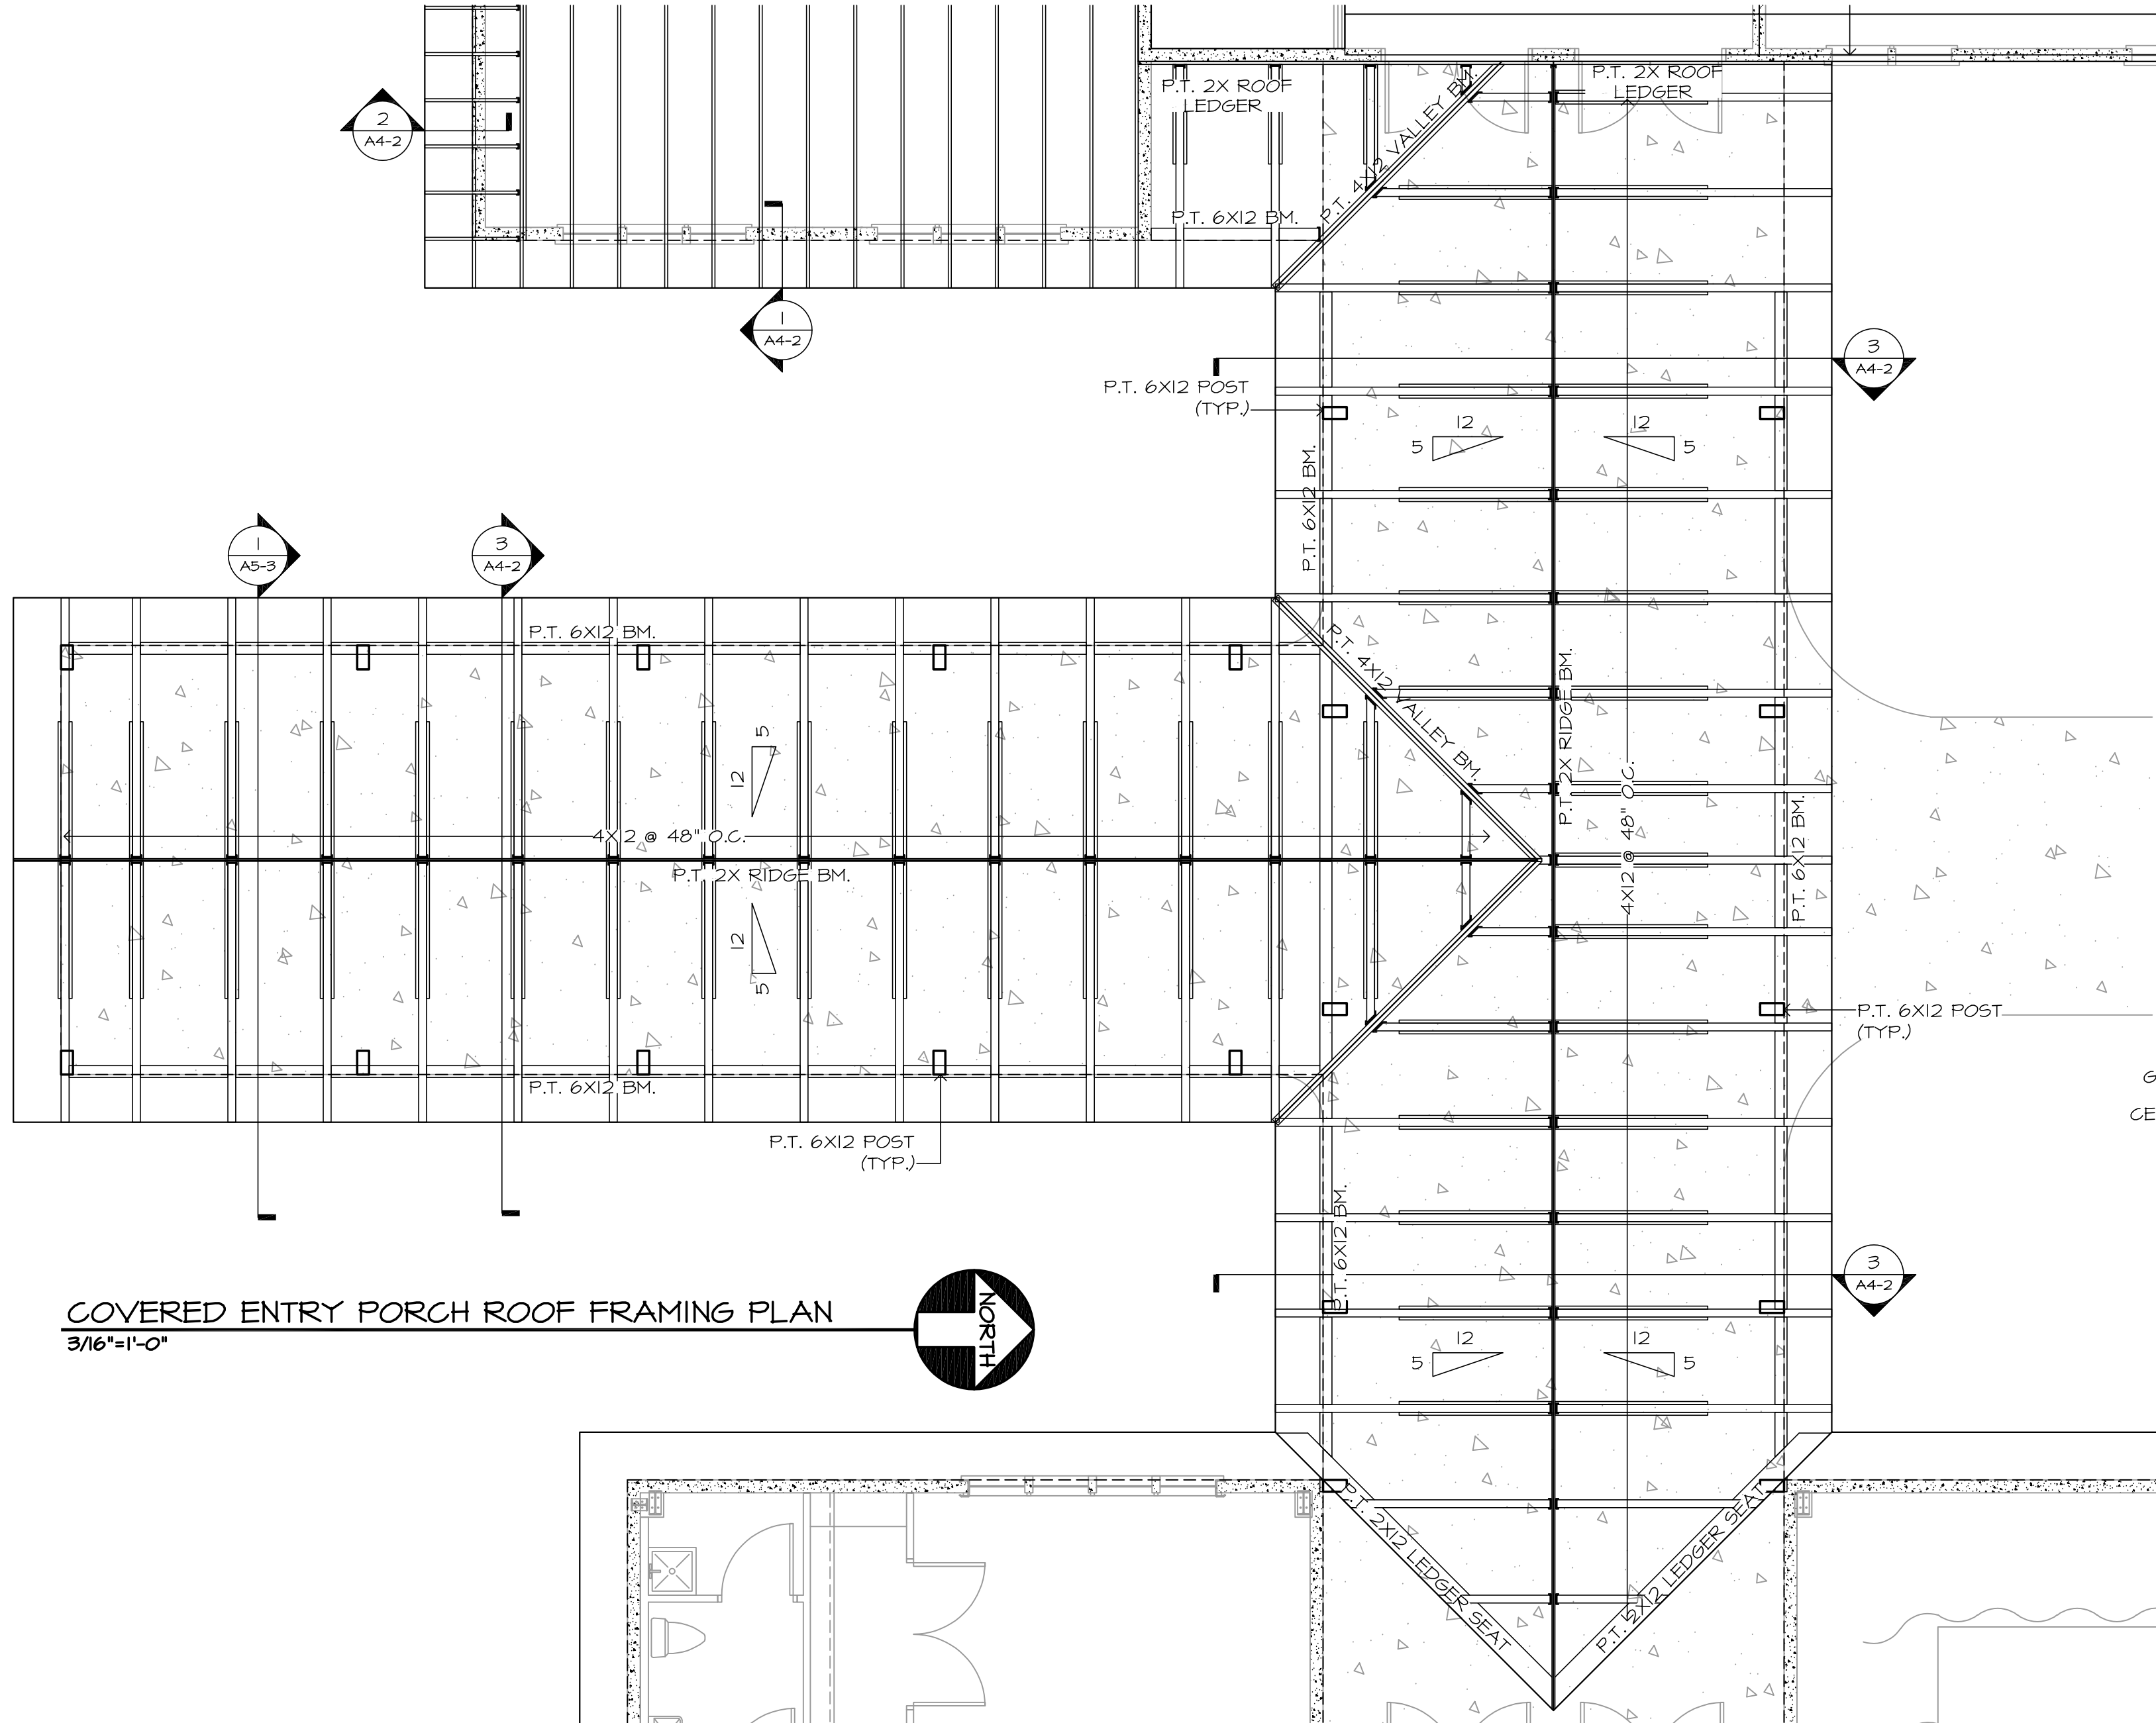 P.T. 2X ROOF
LEDGER
P.T. 2X ROOF
LEDGER
2
A4-2
P.T. 4X12 VALLEY BM.
P.T. 6X12 BM.
1
A4-2
3
A4-2
P.T. 6X12 POST
(TYP.)
12
5
12
5
P.T. 6X12 BM.
1
A5-3
3
A4-2
P.T. 6X12 BM.
P.T. 4X12 VALLEY BM.
P.T. 2X RIDGE BM.
4X12 @ 48" O.C.
P.T. 6X12 BM.
5
12
4X12 @ 48" O.C.
P.T. 2X RIDGE BM.
12
5
P.T. 6X12 POST
(TYP.)
P.T. 6X12 BM.
P.T. 6X12 POST
(TYP.)
G
CE
P.T. 6X12 BM.
3
A4-2
COVERED ENTRY PORCH ROOF FRAMING PLAN
3/16"=1'-0"
NORTH
12
5
12
5
P.T. 2X12 LEDGER SEAT
P.T. 2X12 LEDGER SEAT